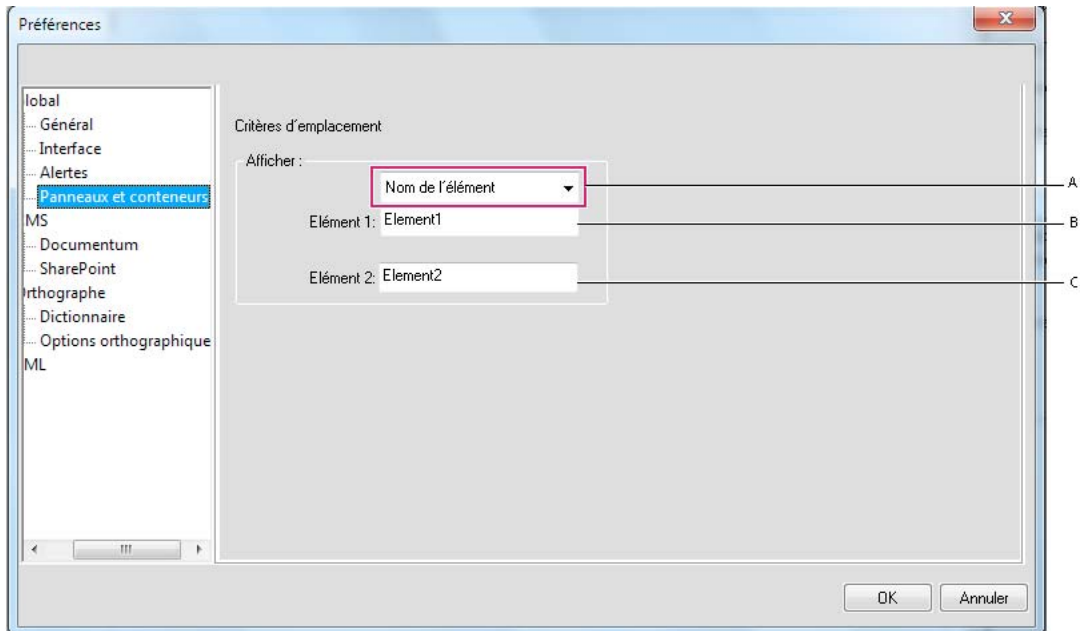 Préférences
lobal
Général
Interface
Alertes
Panneaux et conteneurs
MS
Documentum
SharePoint
rthographe
Dictionnaire
Options orthographique
ML
Critères d'emplacement
Afficher :
Nom de l'élément
A
Elément 1: Element1
B
Elément 2: Element2
C
OK
Annuler